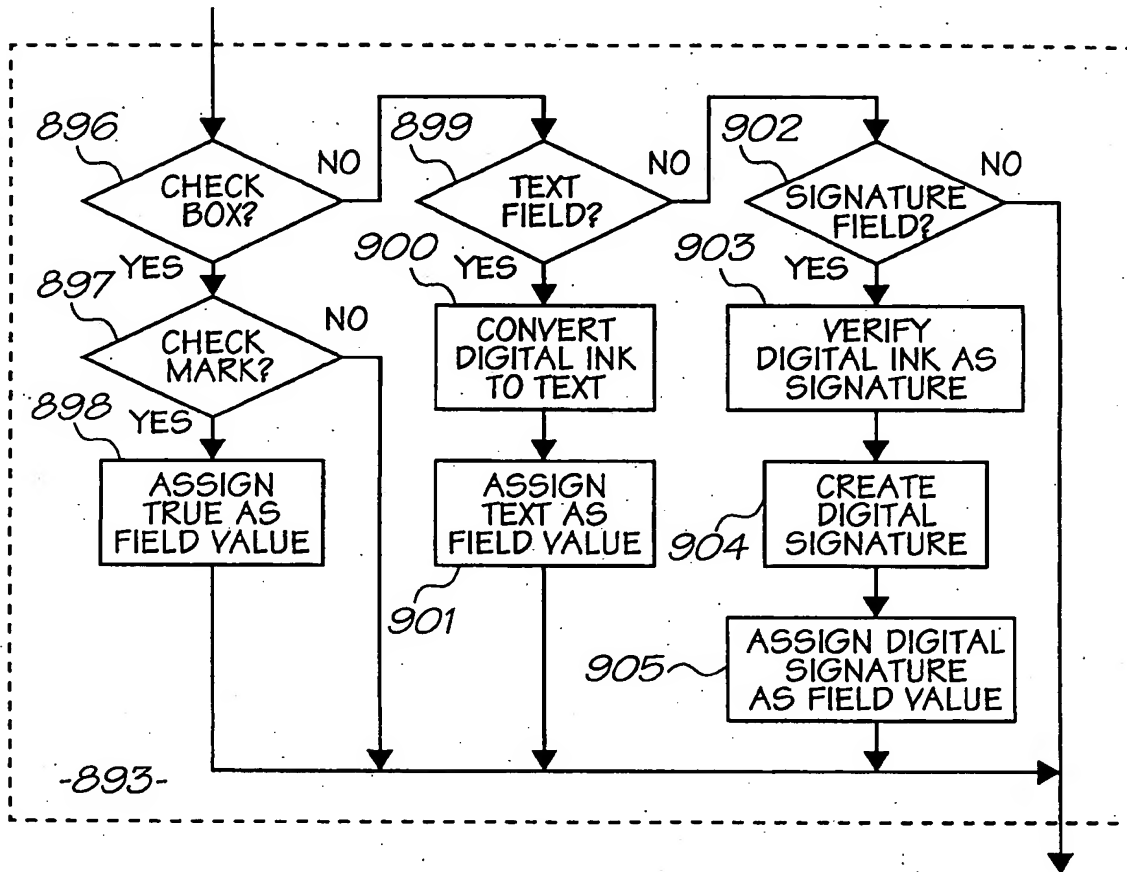 896
CHECK
BOX?
NO
YES
897
CHECK
MARK?
NO
YES
898
ASSIGN
TRUE AS
FIELD VALUE
899
TEXT
FIELD?
NO
YES
900
CONVERT
DIGITAL INK
TO TEXT
ASSIGN
TEXT AS
FIELD VALUE
901
902
SIGNATURE
FIELD?
NO
YES
903
VERIFY
DIGITAL INK AS
SIGNATURE
CREATE
DIGITAL
SIGNATURE
904
ASSIGN DIGITAL
SIGNATURE
AS FIELD VALUE
905
-893-